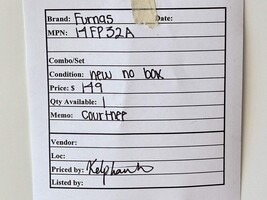 Brand: Furnas Date:
MPN: 14FP32A
Combo/Set
Condition: new no box
Price: $ 149
Qty Available: 1
Memo: Courtnee
Vendor:
Loc:
Priced by:
Listed by: